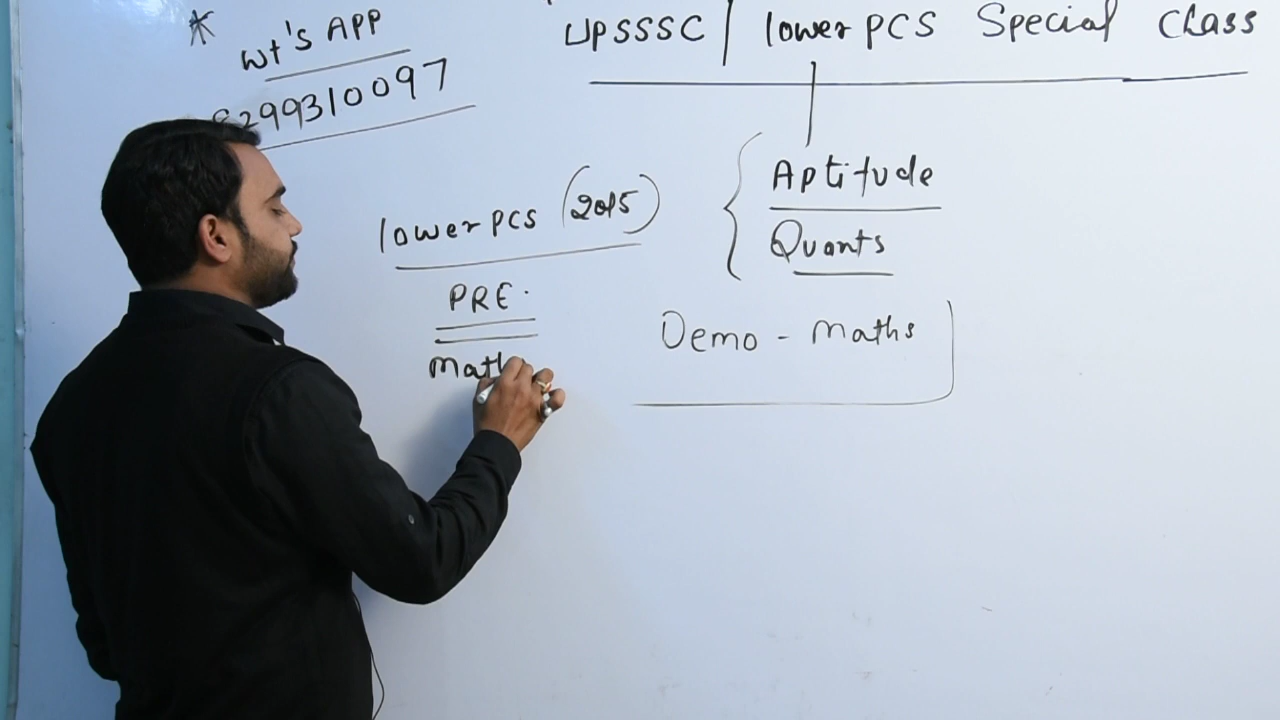 *
Wt's APP
8299310097
UPSSSC / lower PCS Special Class
lower PCS (2015)
PRE.
Math
Aptitude
Quants
Demo - Maths